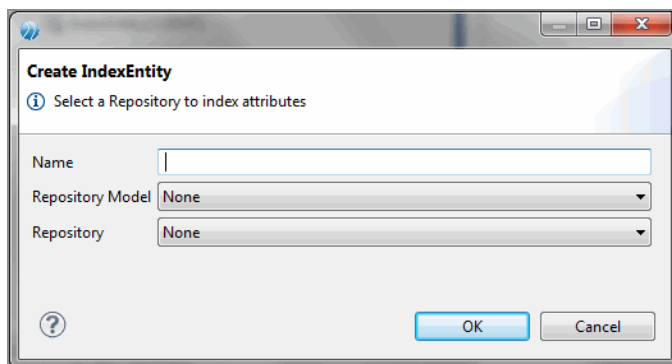 Create IndexEntity
Select a Repository to index attributes
Name
Repository Model None
Repository None
OK Cancel